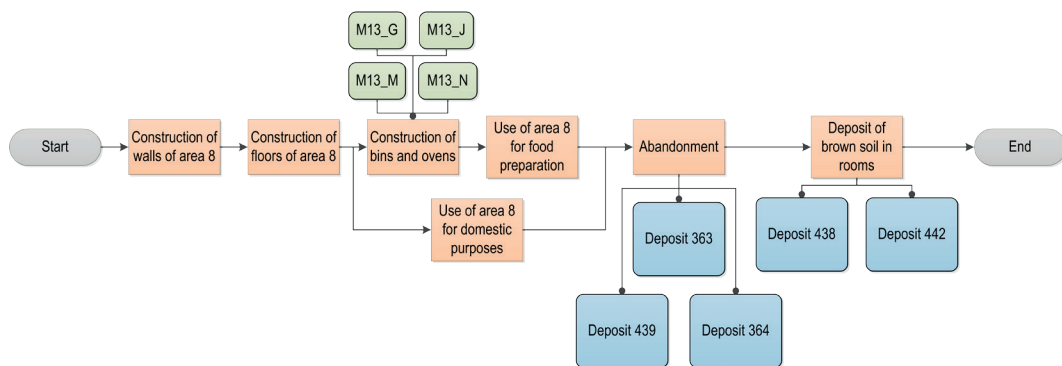 M13_G
M13_J
M13_M
M13_N
Start
Construction of
walls of area 8
Construction of
floors of area 8
Construction of
bins and ovens
Use of area 8
for food
preparation
Use of area 8
for domestic
purposes
Abandonment
Deposit of
brown soil in
rooms
End
Deposit 363
Deposit 438
Deposit 442
Deposit 439
Deposit 364